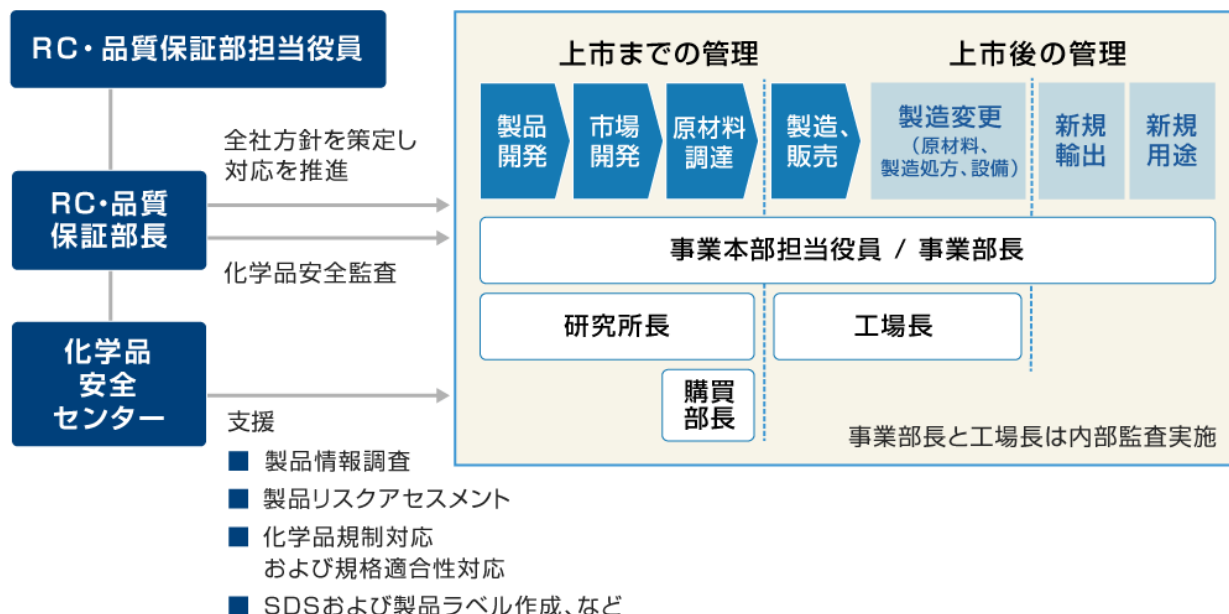 RC・品質保証部担当役員
全社方針を策定し
対応を推進
RC・品質
保証部長
化学品安全監査
化学品
安全
センター
支援
■ 製品情報調査
■ 製品リスクアセスメント
■ 化学品規制対応
および規格適合性対応
■ SDSおよび製品ラベル作成、など
上市までの管理
上市後の管理
製品
開発
市場
開発
原材料
調達
製造、
販売
製造変更
(原材料、
製造処方、設備)
新規
輸出
新規
用途
事業本部担当役員 / 事業部長
研究所長
工場長
購買
部長
事業部長と工場長は内部監査実施